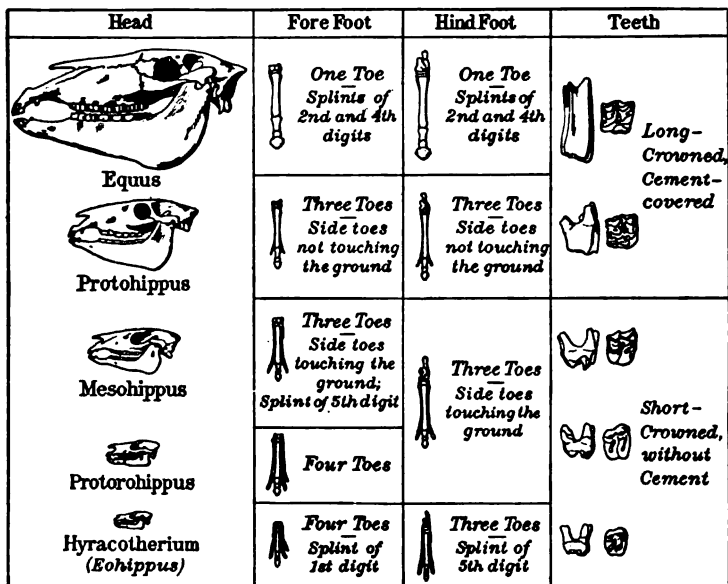 Head
Fore Foot
Hind Foot
Teeth
Equus
One Toe
Splints of
2nd and 4th
digits
One Toe
Splints of
2nd and 4th
digits
Long-
Crowned,
Cement-
covered
Protohippus
Three Toes
Side toes
not touching
the ground
Three Toes
Side toes
not touching
the ground
Mesohippus
Three Toes
Side toes
touching the
ground;
Splint of 5th digit
Three Toes
Side toes
touching the
ground
Short-
Crowned,
without
Cement
Protorohippus
Four Toes
Hyracotherium
(Eohippus)
Four Toes
Splint of
1st digit
Three Toes
Splint of
5th digit